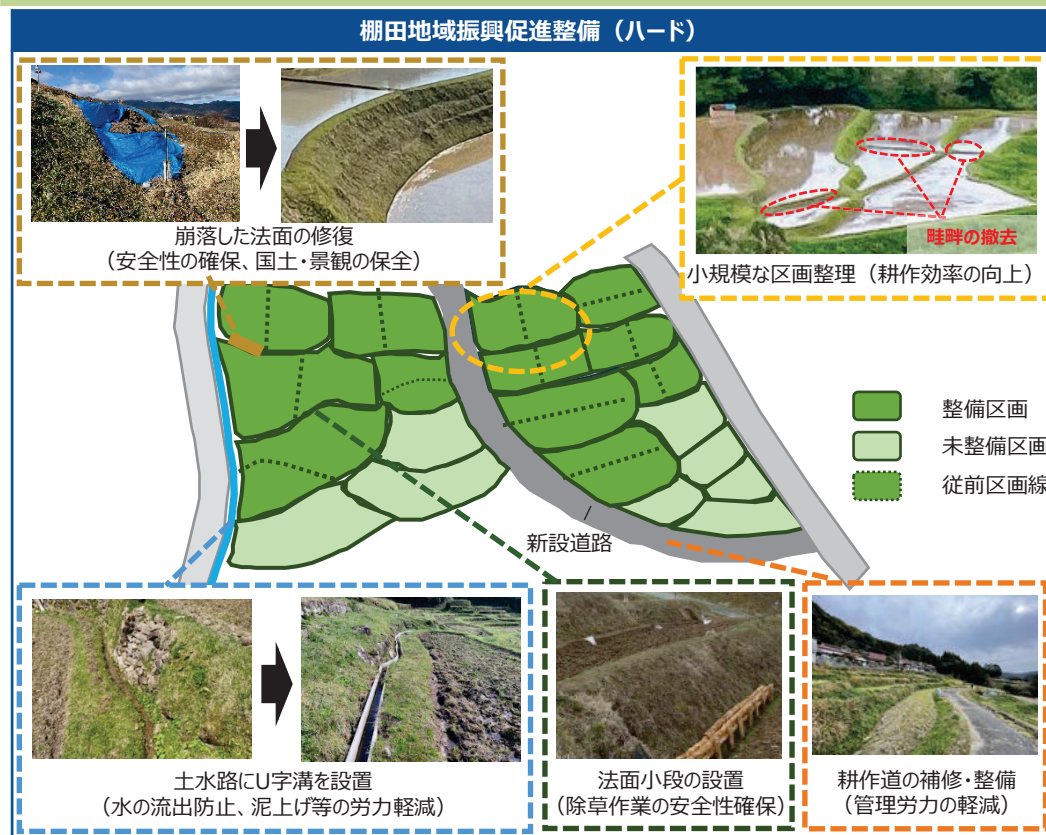 棚田地域振興促進整備（ハード）
崩落した法面の修復
（安全性の確保、国土・景観の保全）
畦畔の撤去
小規模な区画整理（耕作効率の向上）
整備区画
未整備区画
従前区画線
新設道路
土水路にU字溝を設置
（水の流出防止、泥上げ等の労力軽減）
法面小段の設置
（除草作業の安全性確保）
耕作道の補修・整備
（管理労力の軽減）